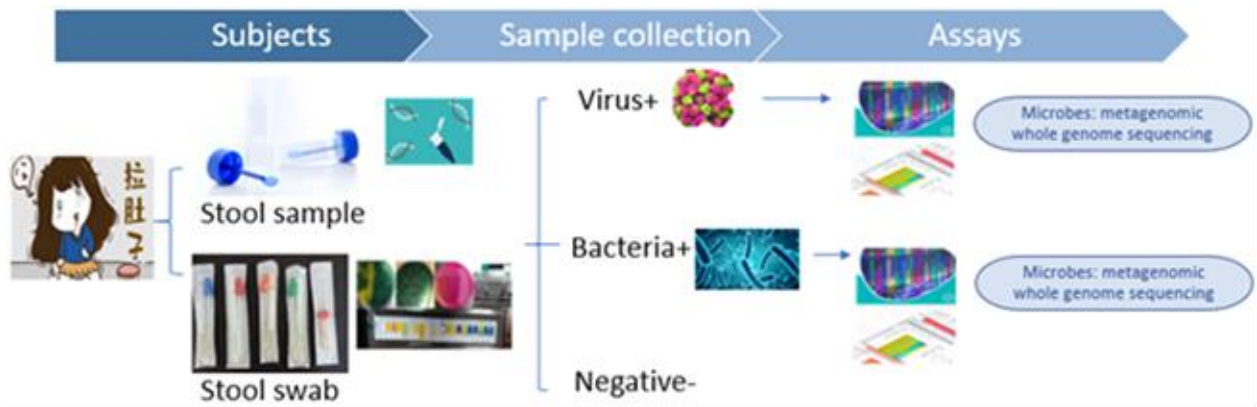 Subjects
Sample collection
Assays
拉肚子
Stool sample
Stool swab
Virus+
Bacteria+
Negative-
Microbes: metagenomic
whole genome sequencing
Microbes: metagenomic
whole genome sequencing